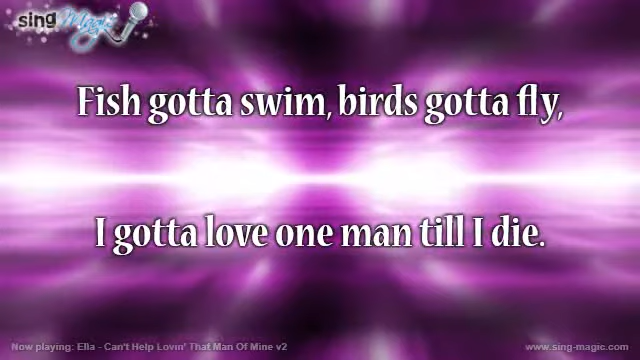 sing Magic
Fish gotta swim, birds gotta fly,
I gotta love one man till I die.
Now playing: Ella - Can't Help Lovin' That Man Of Mine v2
www.sing-magic.com